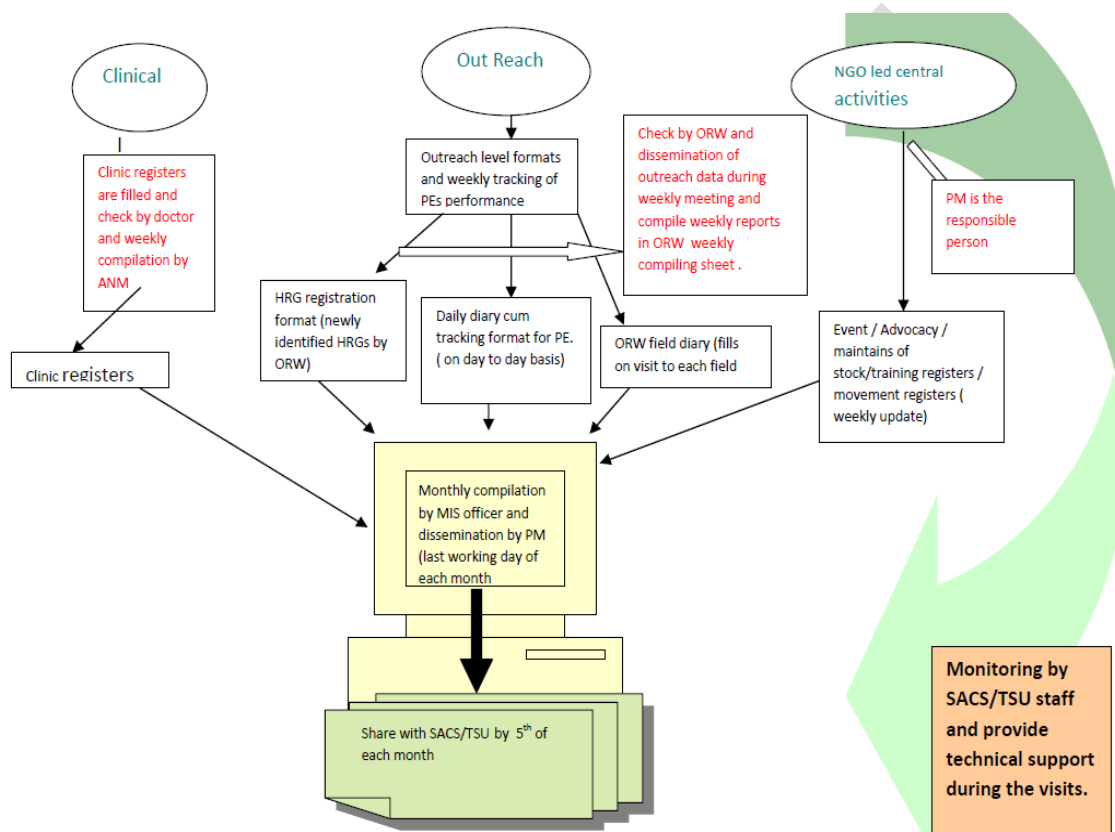 Clinical
Out Reach
NGO led central
activities
Clinic registers
are filled and
check by doctor
and weekly
compilation by
ANM
Outreach level formats
and weekly tracking of
PEs performance
Check by ORW and
dissemination of
outreach data during
weekly meeting and
compile weekly reports
in ORW weekly
compiling sheet .
PM is the
responsible
person
HRG registration
format (newly
identified HRGs by
ORW)
Daily diary cum
tracking format for PE.
( on day to day basis)
ORW field diary (fills
on visit to each field
Event / Advocacy /
maintains of
stock/training registers /
movement registers (
weekly update)
Clinic registers
Monthly compilation
by MIS officer and
dissemination by PM
(last working day of
each month
Share with SACS/TSU by 5th of
each month
Monitoring by
SACS/TSU staff
and provide
technical support
during the visits.